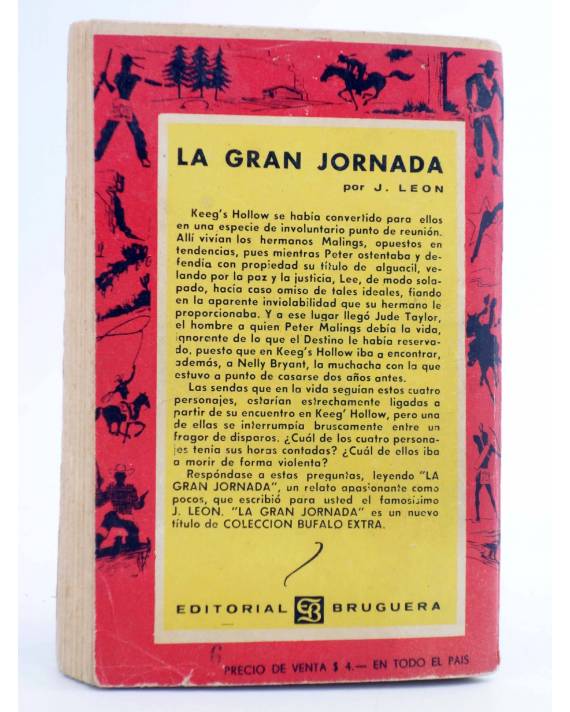 LA GRAN JORNADA
por J. LEON
Keeg's Hollow se había convertido para ellos
en una especie de involuntario punto de reunión.
Allí vivían los hermanos Malings, opuestos en
tendencias, pues mientras Peter ostentaba y de-
fendía con propiedad su título de alguacil, ve-
lando por la paz y la justicia, Lee, de modo sola-
pado, hacía caso omiso de tales ideales, fiando
en la aparente inviolabilidad que su hermano le
proporcionaba. Y a ese lugar llegó Jude Taylor,
el hombre a quien Peter Malings debía la vida,
ignorente de lo que el Destino le había reserva-
do, puesto que en Keeg's Hollow iba a encontrar,
además, a Nelly Bryant, la muchacha con la que
estuvo a punto de casarse dos años antes.
Las sendas que en la vida seguían estos cuatro
personajes, estarían estrechamente ligadas a
partir de su encuentro en Keeg' Hollow, pero una
de ellas se interrumpía bruscamente entre un
fragor de disparos. ¿Cuál de los cuatro persona-
jes tenía sus horas contadas? ¿Cuál de ellos iba
a morir de forma violenta?
Respóndase a estas preguntas, leyendo "LA
GRAN JORNADA", un relato apasionante como
pocos, que escribió para usted el famosísimo
J. LEON. "LA GRAN JORNADA" es un nuevo
título de COLECCION BUFALO EXTRA.
EDITORIAL B BRUGUERA
6
PRECIO DE VENTA $ 4.— EN TODO EL PAIS